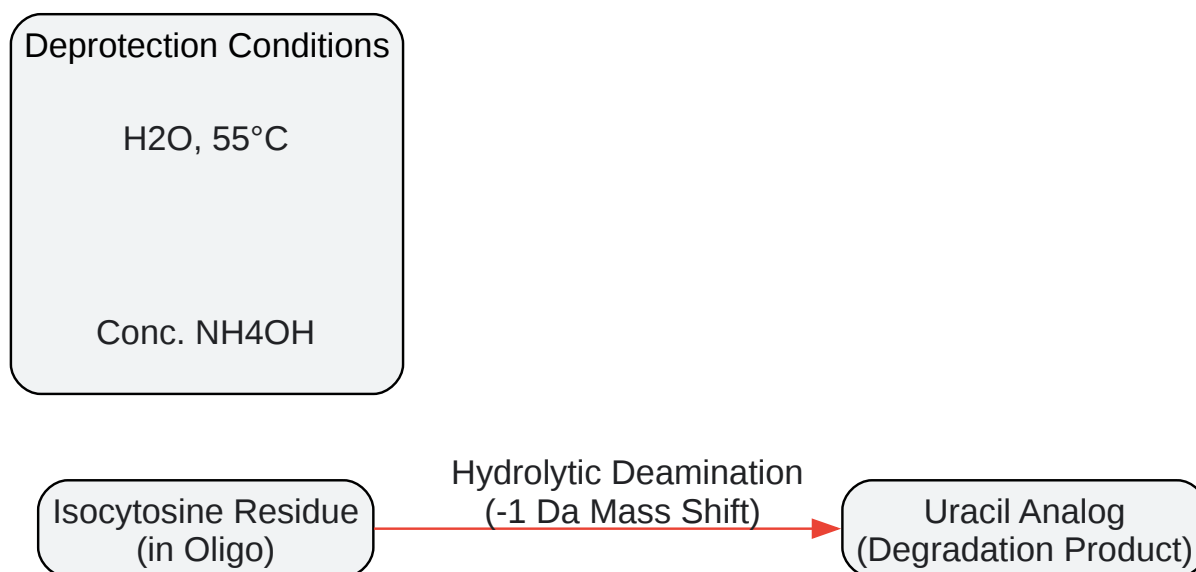 Deprotection Conditions
H2O, 55°C
Conc. NH4OH
Hydrolytic Deamination
(-1 Da Mass Shift)
Isocytosine Residue
(in Oligo)
Uracil Analog
(Degradation Product)